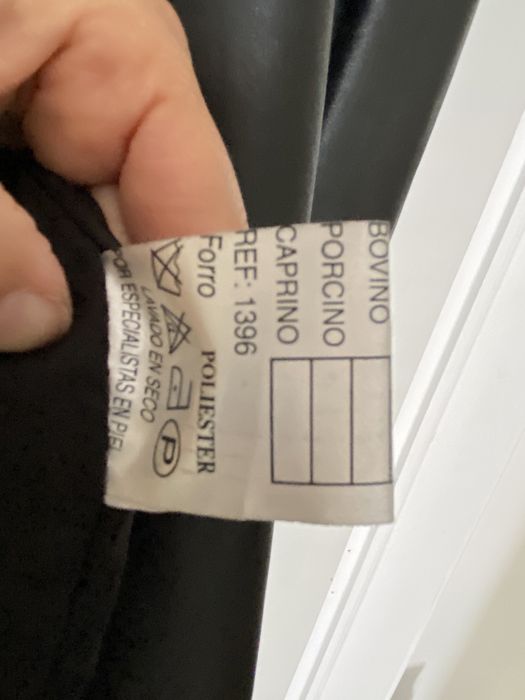 BOVINO
PORCINO
CAPRINO
REF: 1396
Forro POLIESTER
P
LAVADO EN SECO
POR ESPECIALISTAS EN PIEL